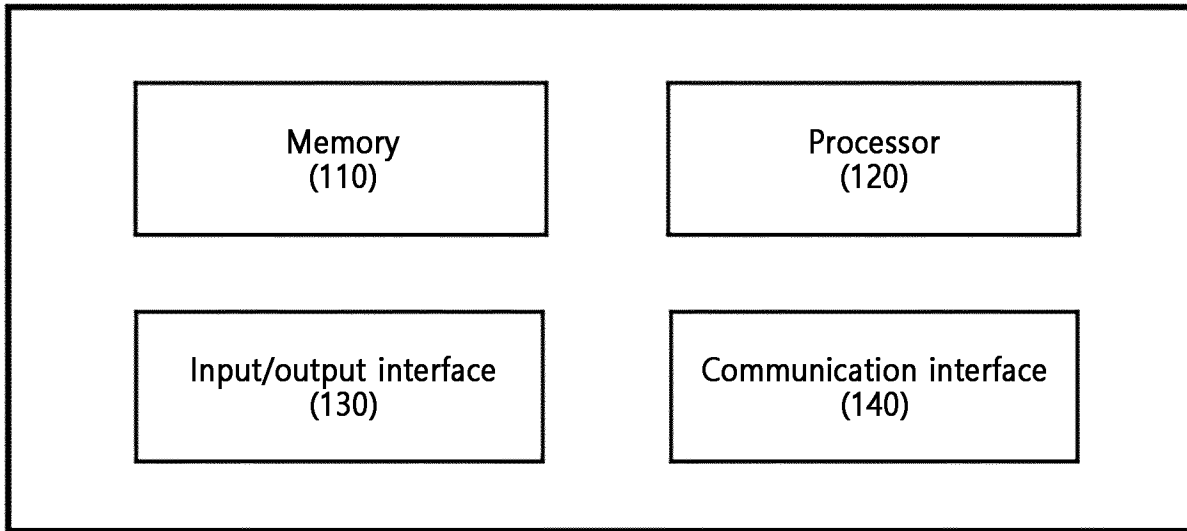 Memory
(110)
Processor
(120)
Input/output interface
(130)
Communication interface
(140)